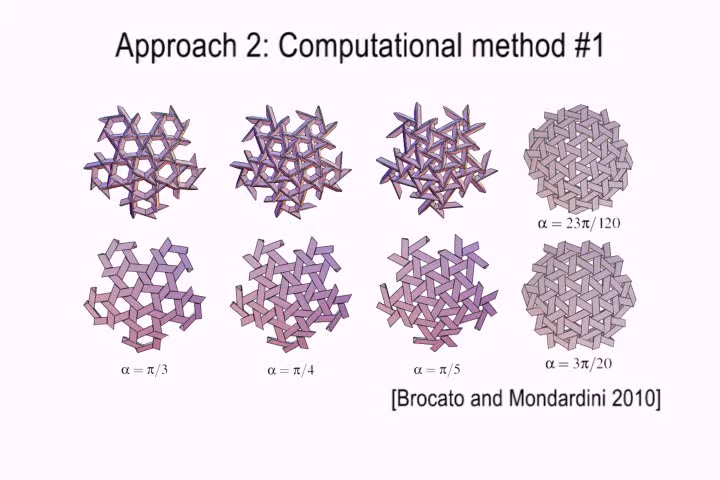 Approach 2: Computational method #1
α = 23π/120
α = π/3
α = π/4
α = π/5
α = 3π/20
[Brocato and Mondardini 2010]